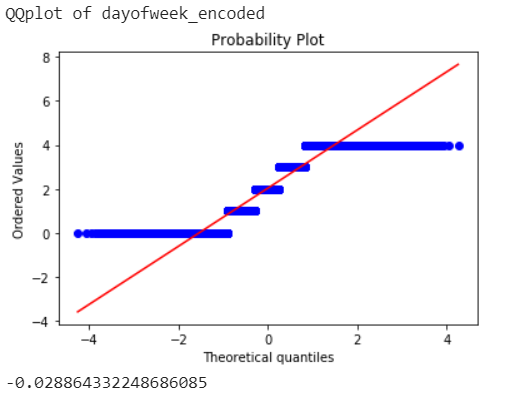 QQplot of dayofweek_encoded
Probability Plot
8
6
4
2
0
−2
−4
Ordered Values
−4 −2 0 2 4
Theoretical quantiles
-0.028864332248686085